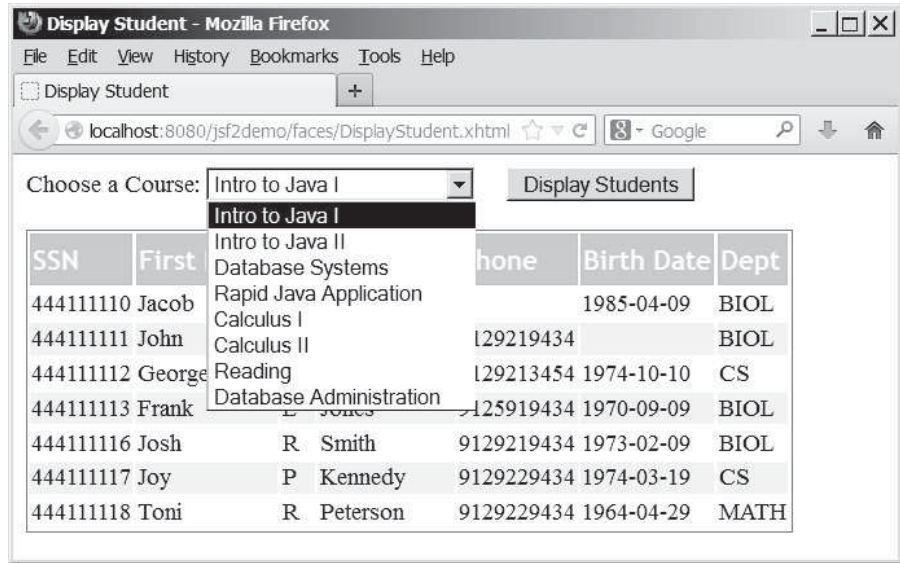 Display Student - Mozilla Firefox
File Edit View History Bookmarks Tools Help
Display Student +
localhost:8080/jsf2demo/faces/DisplayStudent.xhtml 8 - Google
Choose a Course: Intro to Java I Display Students
Intro to Java I
Intro to Java II
Database Systems
Rapid Java Application
Calculus I
Calculus II
Reading
Database Administration
SSN First hone Birth Date Dept
444111110 Jacob 1985-04-09 BIOL
444111111 John 129219434 BIOL
444111112 George 129213454 1974-10-10 CS
444111113 Frank 9125919434 1970-09-09 BIOL
444111116 Josh R Smith 9129219434 1973-02-09 BIOL
444111117 Joy P Kennedy 9129229434 1974-03-19 CS
444111118 Toni R Peterson 9129229434 1964-04-29 MATH